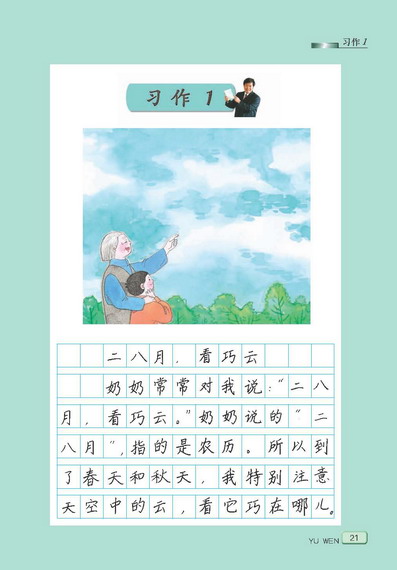 习作1
习作1
二八月，看巧云
奶奶常常对我说：“二八
月，看巧云。”奶奶说的“二
八月”，指的是农历。所以到
了春天和秋天，我特别注意
天空中的云，看它巧在哪儿。
YU WEN 21